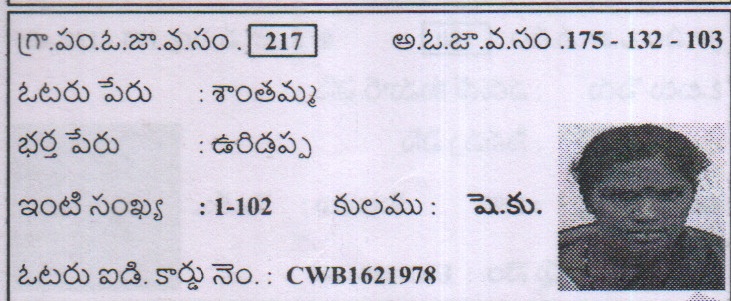 గ్రా.పం.ఓ.జా.వ.సం. 217 అ.ఓ.జా.వ.సం .175 - 132 - 103
ఓటరు పేరు : శాంతమ్మ
భర్త పేరు : ఉరిడప్ప
ఇంటి సంఖ్య : 1-102 కులము : షె.కు.
ఓటరు ఐడి. కార్డు నెం. : CWB1621978